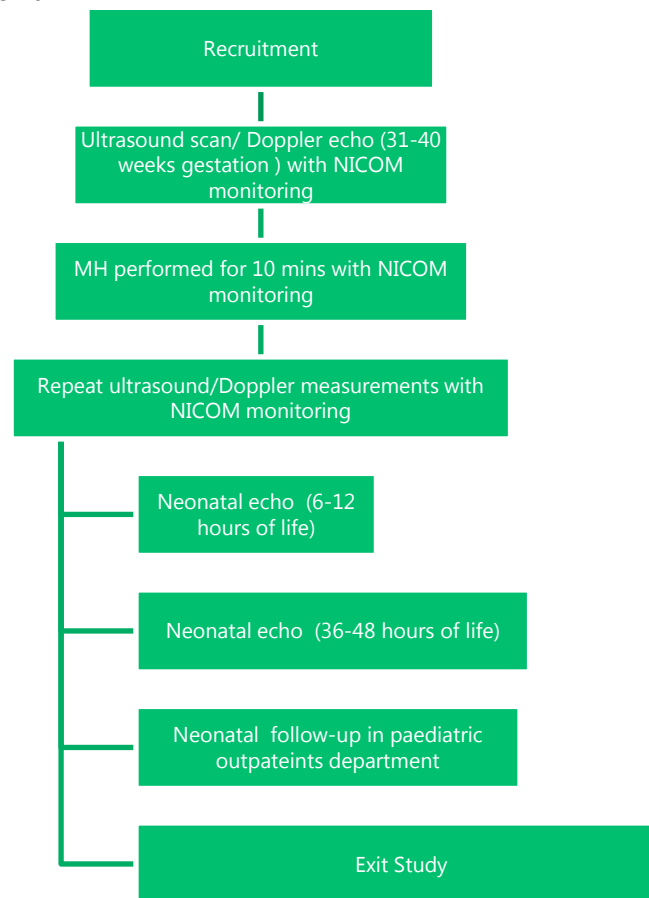 Recruitment
Ultrasound scan/ Doppler echo (31-40
weeks gestation ) with NICOM
monitoring
MH performed for 10 mins with NICOM
monitoring
Repeat ultrasound/Doppler measurements with
NICOM monitoring
Neonatal echo (6-12
hours of life)
Neonatal echo (36-48 hours of life)
Neonatal follow-up in paediatric
outpateints department
Exit Study